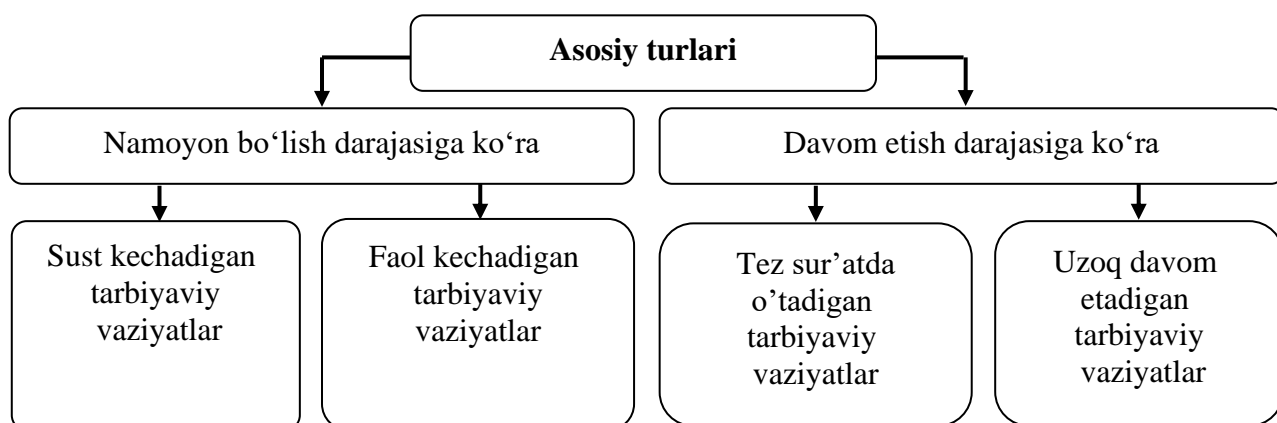 Asosiy turlari
Namoyon bo‘lish darajasiga ko‘ra
Davom etish darajasiga ko‘ra
Sust kechadigan
tarbiyaviy
vaziyatlar
Faol kechadigan
tarbiyaviy
vaziyatlar
Tez sur’atda
o’tadigan
tarbiyaviy
vaziyatlar
Uzoq davom
etadigan
tarbiyaviy
vaziyatlar